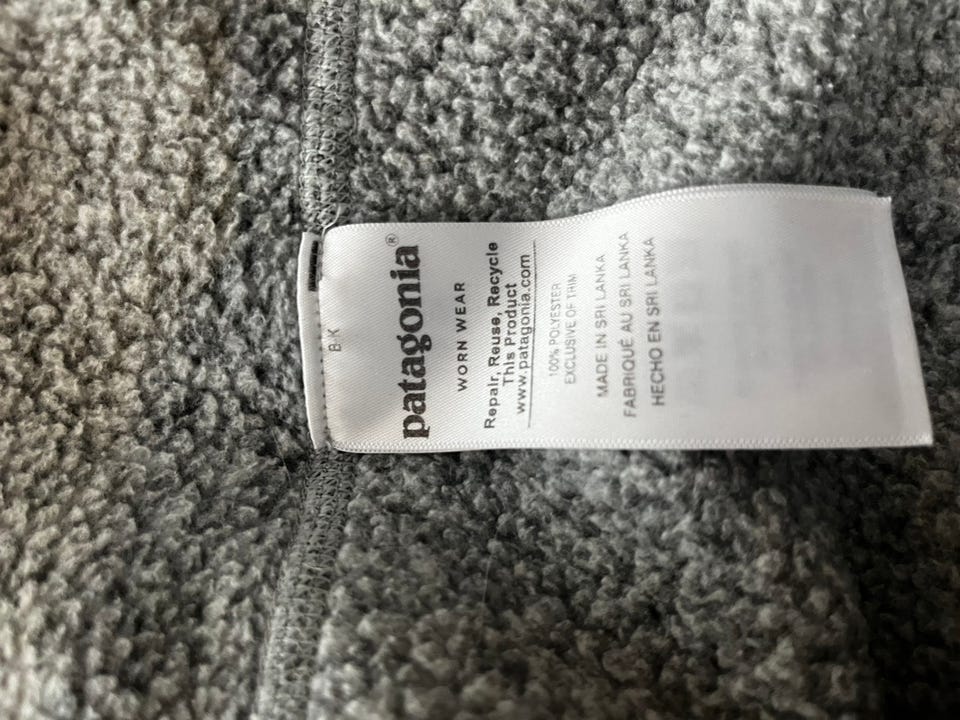 patagonia®
WORN WEAR
Repair, Reuse, Recycle
This Product
www.patagonia.com
100% POLYESTER
EXCLUSIVE OF TRIM
MADE IN SRI LANKA
FABRIQUÉ AU SRI LANKA
HECHO EN SRI LANKA